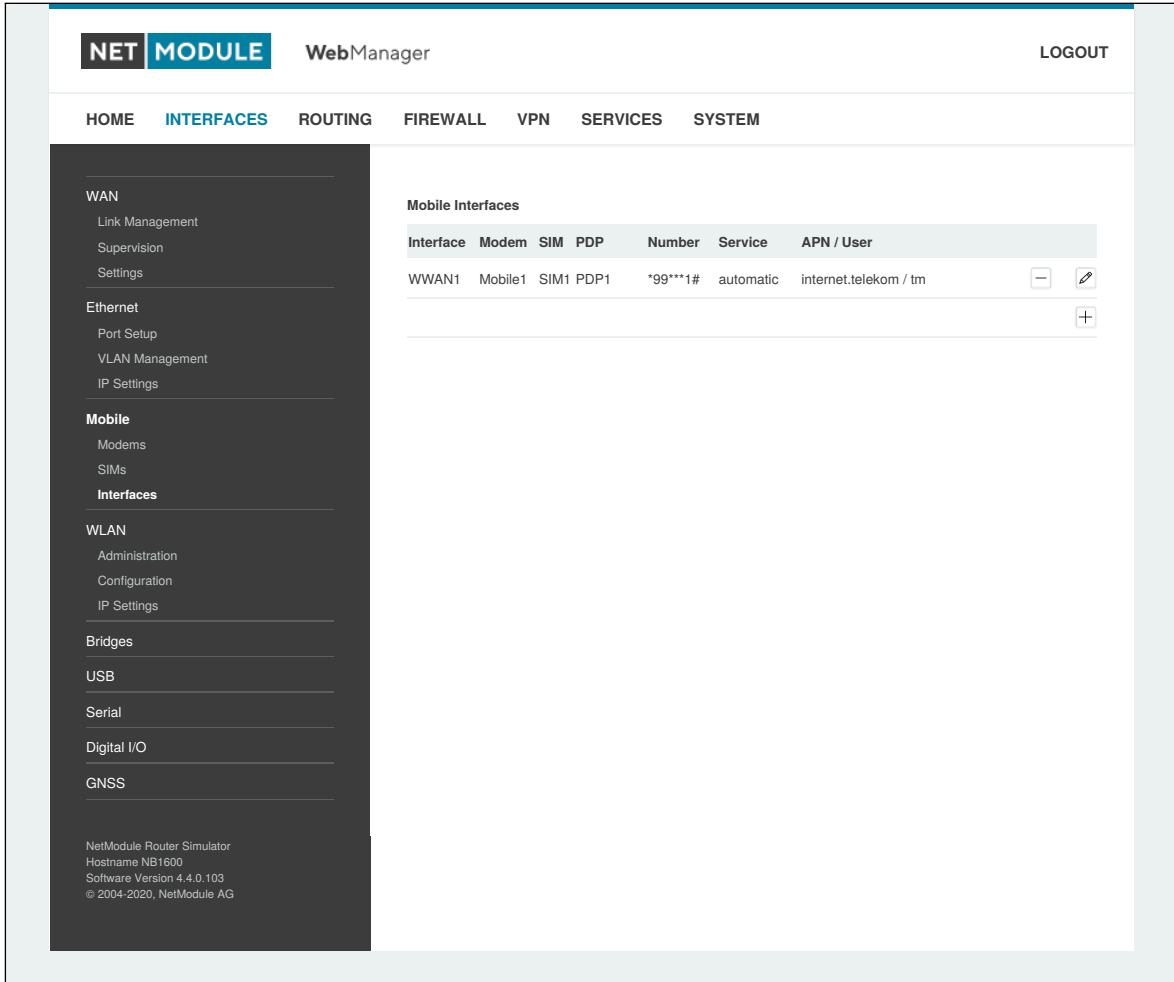 NET MODULE WebManager LOGOUT
HOME INTERFACES ROUTING FIREWALL VPN SERVICES SYSTEM
WAN
Link Management
Supervision
Settings
Ethernet
Port Setup
VLAN Management
IP Settings
Mobile
Modems
SIMs
Interfaces
WLAN
Administration
Configuration
IP Settings
Bridges
USB
Serial
Digital I/O
GNSS
NetModule Router Simulator
Hostname NB1600
Software Version 4.4.0.103
© 2004-2020, NetModule AG
Mobile Interfaces
Interface Modem SIM PDP Number Service APN / User
WWAN1 Mobile1 SIM1 PDP1 *99***1# automatic internet.telekom / tm